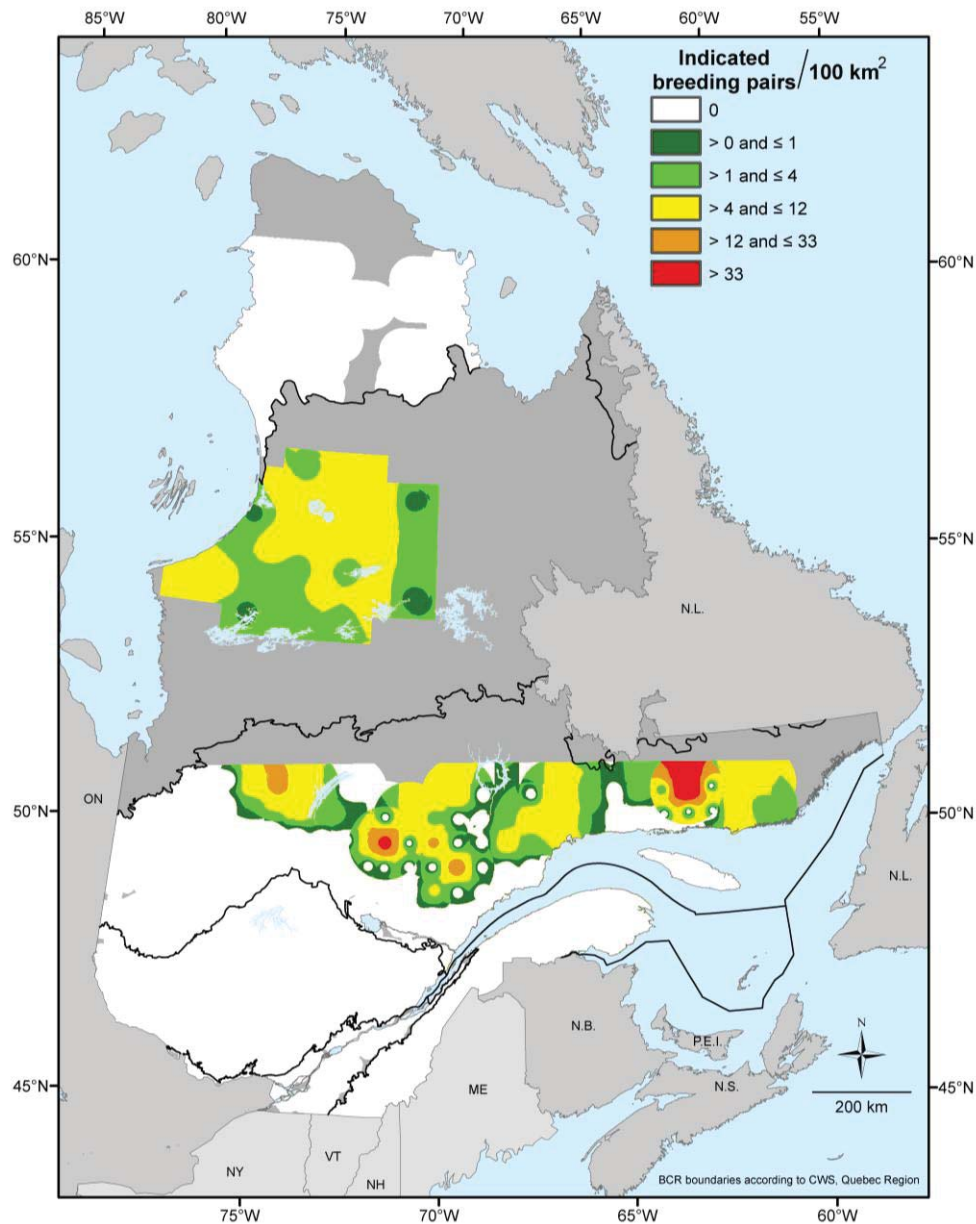 85°W 80°W 75°W 70°W 65°W 60°W 55°W
Indicated
breeding pairs/100 km²
0
> 0 and ≤ 1
> 1 and ≤ 4
> 4 and ≤ 12
> 12 and ≤ 33
> 33
60°N 60°N
55°N 55°N
N.L.
ON
50°N 50°N
N.L.
N.B.
P.E.I.
N
45°N 45°N
ME
N.S.
200 km
VT
NY
NH
BCR boundaries according to CWS, Quebec Region
75°W 70°W 65°W 60°W